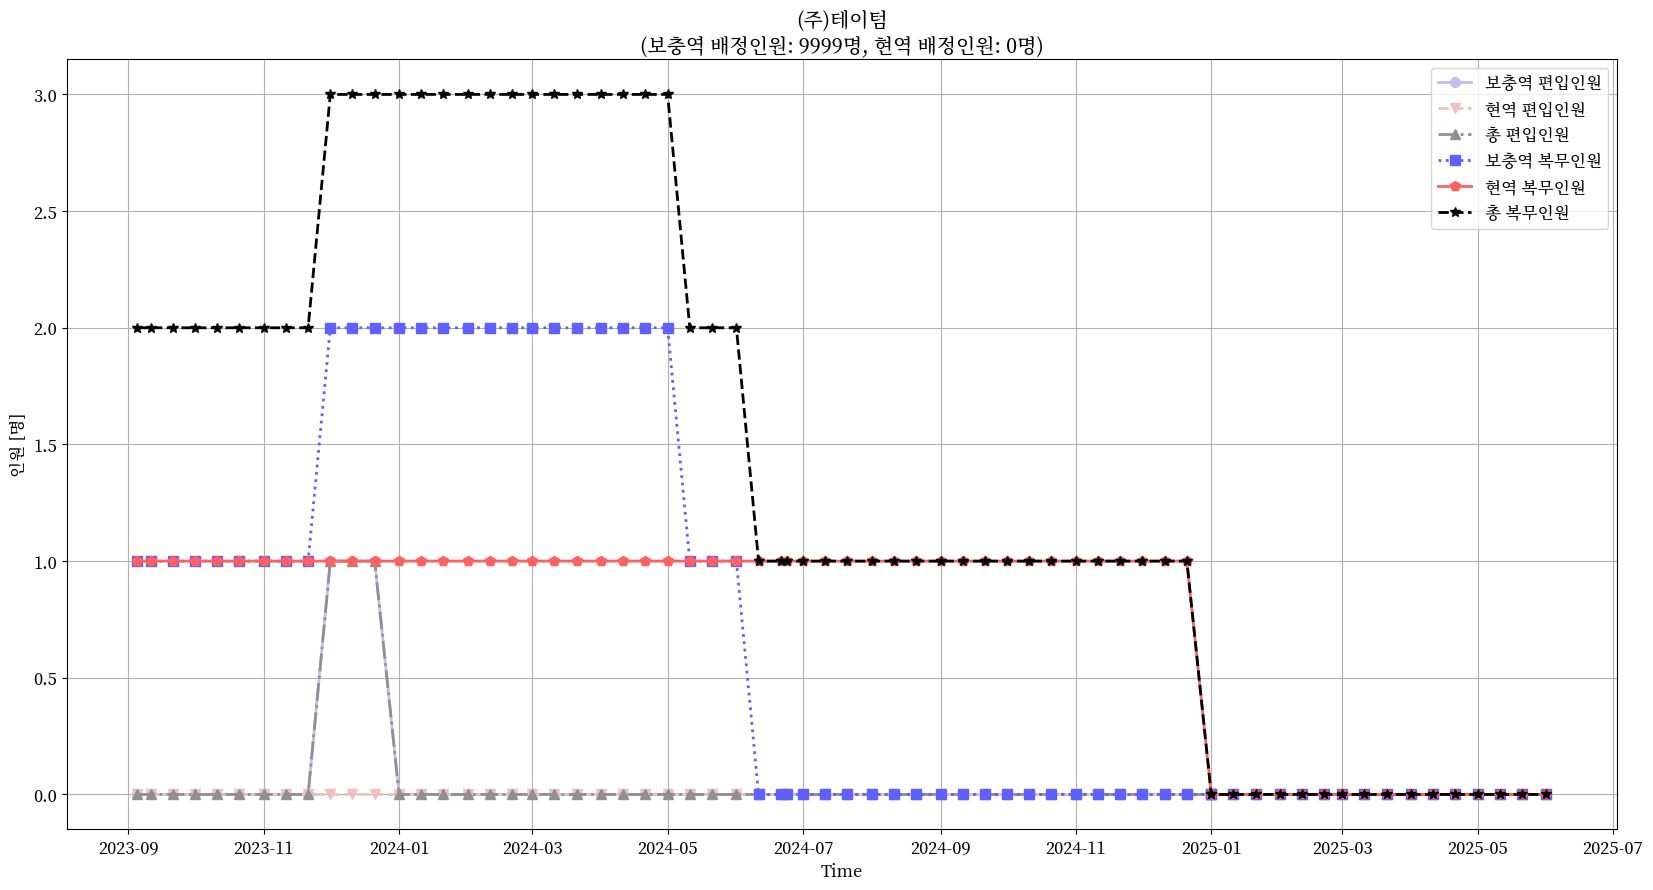 (주)테이텀
(보충역 배정인원: 9999명, 현역 배정인원: 0명)
보충역 편입인원
현역 편입인원
총 편입인원
보충역 복무인원
현역 복무인원
총 복무인원
인원 [명]
3.0
2.5
2.0
1.5
1.0
0.5
0.0
2023-09 2023-11 2024-01 2024-03 2024-05 2024-07 2024-09 2024-11 2025-01 2025-03 2025-05 2025-07
Time